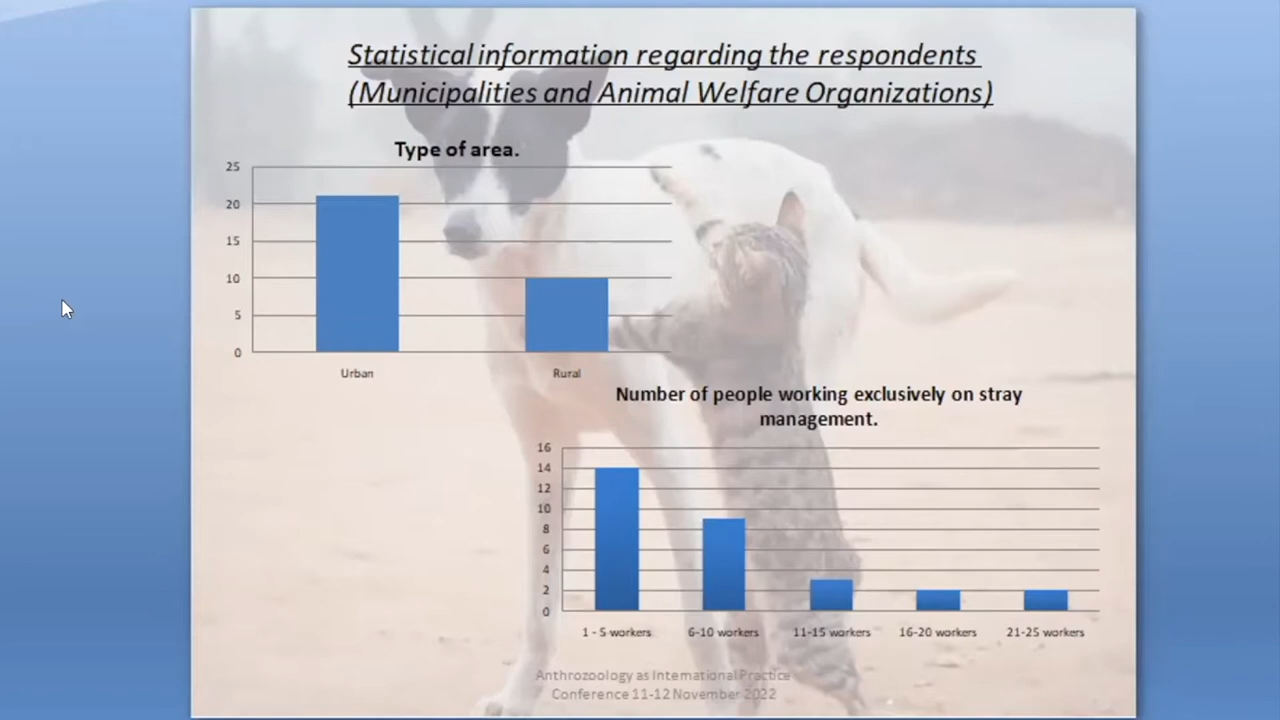 Statistical information regarding the respondents
(Municipalities and Animal Welfare Organizations)
Type of area.
25
20
15
10
5
0
Urban
Rural
Number of people working exclusively on stray
management.
16
14
12
10
8
6
4
2
0
1 - 5 workers
6-10 workers
11-15 workers
16-20 workers
21-25 workers
Anthrozoology as International Practice
Conference 11-12 November 2022